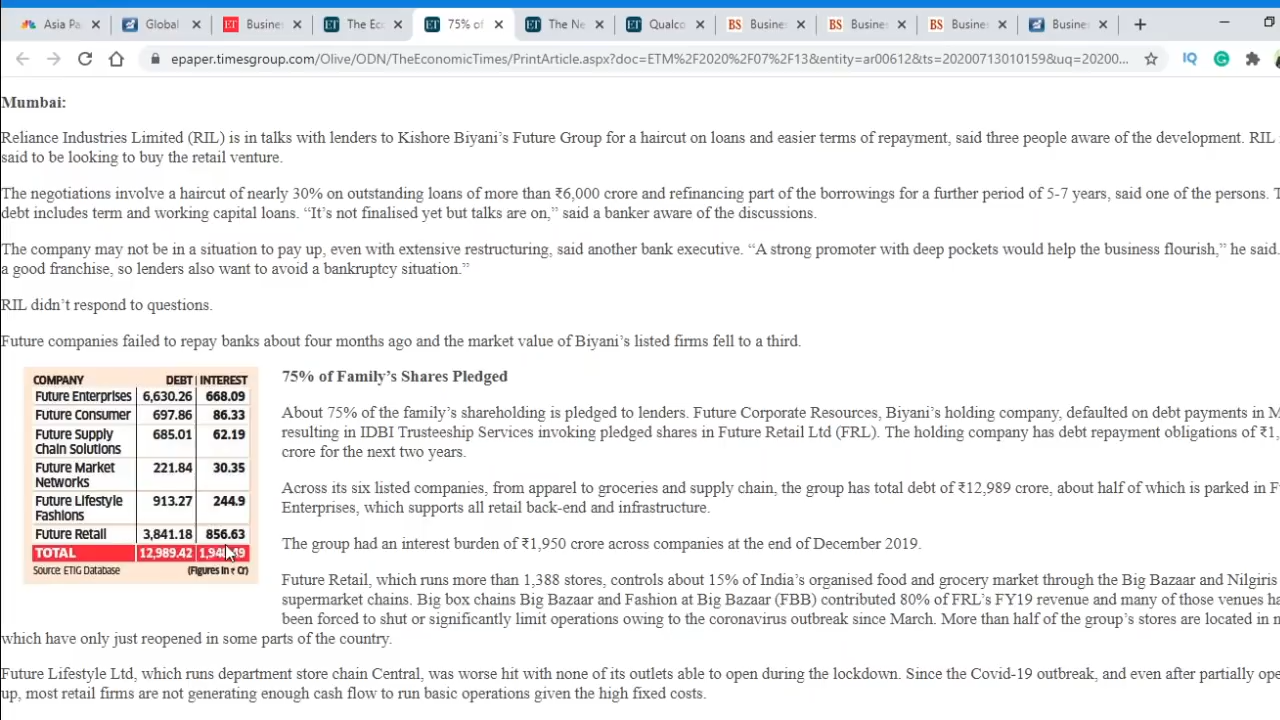 Asia Pa
Global
Busines
The Eco
75% of
The Ne
Qualco
Busine
Busine
Busine
Busine
epaper.timesgroup.com/Olive/ODN/TheEconomicTimes/PrintArticle.aspx?doc=ETM%2F2020%2F07%2F13&entity=ar00612&ts=20200713010159&uq=20200...
Mumbai:
Reliance Industries Limited (RIL) is in talks with lenders to Kishore Biyani’s Future Group for a haircut on loans and easier terms of repayment, said three people aware of the development. RIL
said to be looking to buy the retail venture.
The negotiations involve a haircut of nearly 30% on outstanding loans of more than ₹6,000 crore and refinancing part of the borrowings for a further period of 5-7 years, said one of the persons. T
debt includes term and working capital loans. “It’s not finalised yet but talks are on,” said a banker aware of the discussions.
The company may not be in a situation to pay up, even with extensive restructuring, said another bank executive. “A strong promoter with deep pockets would help the business flourish,” he said.
a good franchise, so lenders also want to avoid a bankruptcy situation.”
RIL didn’t respond to questions.
Future companies failed to repay banks about four months ago and the market value of Biyani’s listed firms fell to a third.
COMPANY DEBT INTEREST
Future Enterprises 6,630.26 668.09
Future Consumer 697.86 86.33
Future Supply
Chain Solutions 685.01 62.19
Future Market
Networks 221.84 30.35
Future Lifestyle
Fashions 913.27 244.9
Future Retail 3,841.18 856.63
TOTAL 12,989.42
Source: ETIG Database (Figures in ₹ Cr)
75% of Family’s Shares Pledged
About 75% of the family’s shareholding is pledged to lenders. Future Corporate Resources, Biyani’s holding company, defaulted on debt payments in M
resulting in IDBI Trusteeship Services invoking pledged shares in Future Retail Ltd (FRL). The holding company has debt repayment obligations of ₹1,
crore for the next two years.
Across its six listed companies, from apparel to groceries and supply chain, the group has total debt of ₹12,989 crore, about half of which is parked in F
Enterprises, which supports all retail back-end and infrastructure.
The group had an interest burden of ₹1,950 crore across companies at the end of December 2019.
Future Retail, which runs more than 1,388 stores, controls about 15% of India’s organised food and grocery market through the Big Bazaar and Nilgiris
supermarket chains. Big box chains Big Bazaar and Fashion at Big Bazaar (FBB) contributed 80% of FRL’s FY19 revenue and many of those venues ha
been forced to shut or significantly limit operations owing to the coronavirus outbreak since March. More than half of the group’s stores are located in
which have only just reopened in some parts of the country.
Future Lifestyle Ltd, which runs department store chain Central, was worse hit with none of its outlets able to open during the lockdown. Since the Covid-19 outbreak, and even after partially ope
up, most retail firms are not generating enough cash flow to run basic operations given the high fixed costs.